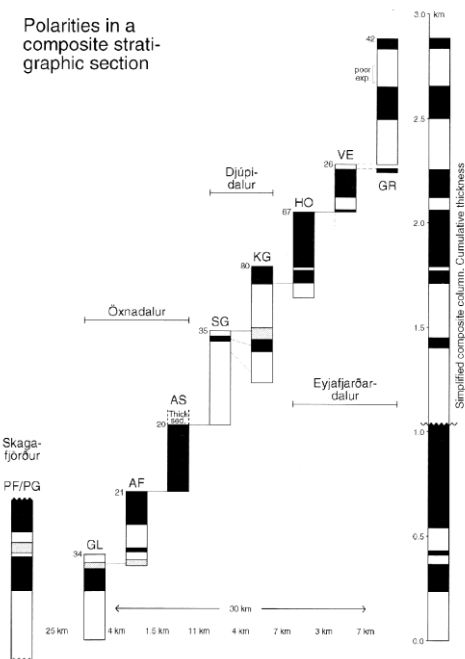 Polarities in a
composite strati-
graphic section
3.0 km
42
poor
exp.
2.5
VE
26
GR
Djúpi-
dalur
HO
67
2.0
KG
80
Öxnadalur
SG
35
1.5
Eyjafjarðar-
dalur
AS
Thick
sed.
20
1.0
Skaga-
fjörður
PF/PG
AF
21
GL
34
0.5
30 km
25 km 4 km 1.5 km 11 km 4 km 7 km 3 km 7 km
0.0
Simplified composite column. Cumulative thickness